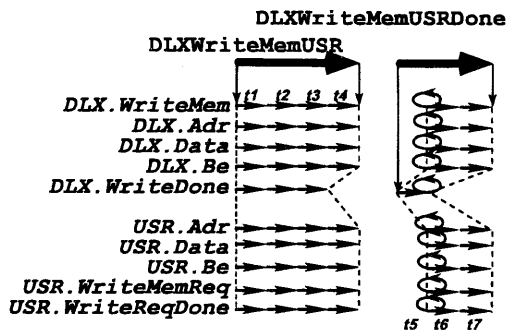 DLXWriteMemUSRDone
DLXWriteMemUSR
t1 t2 t3 t4
DLX.WriteMem
DLX.Adr
DLX.Data
DLX.Be
DLX.WriteDone
USR.Adr
USR.Data
USR.Be
USR.WriteMemReq
USR.WriteReqDone
t5 t6 t7